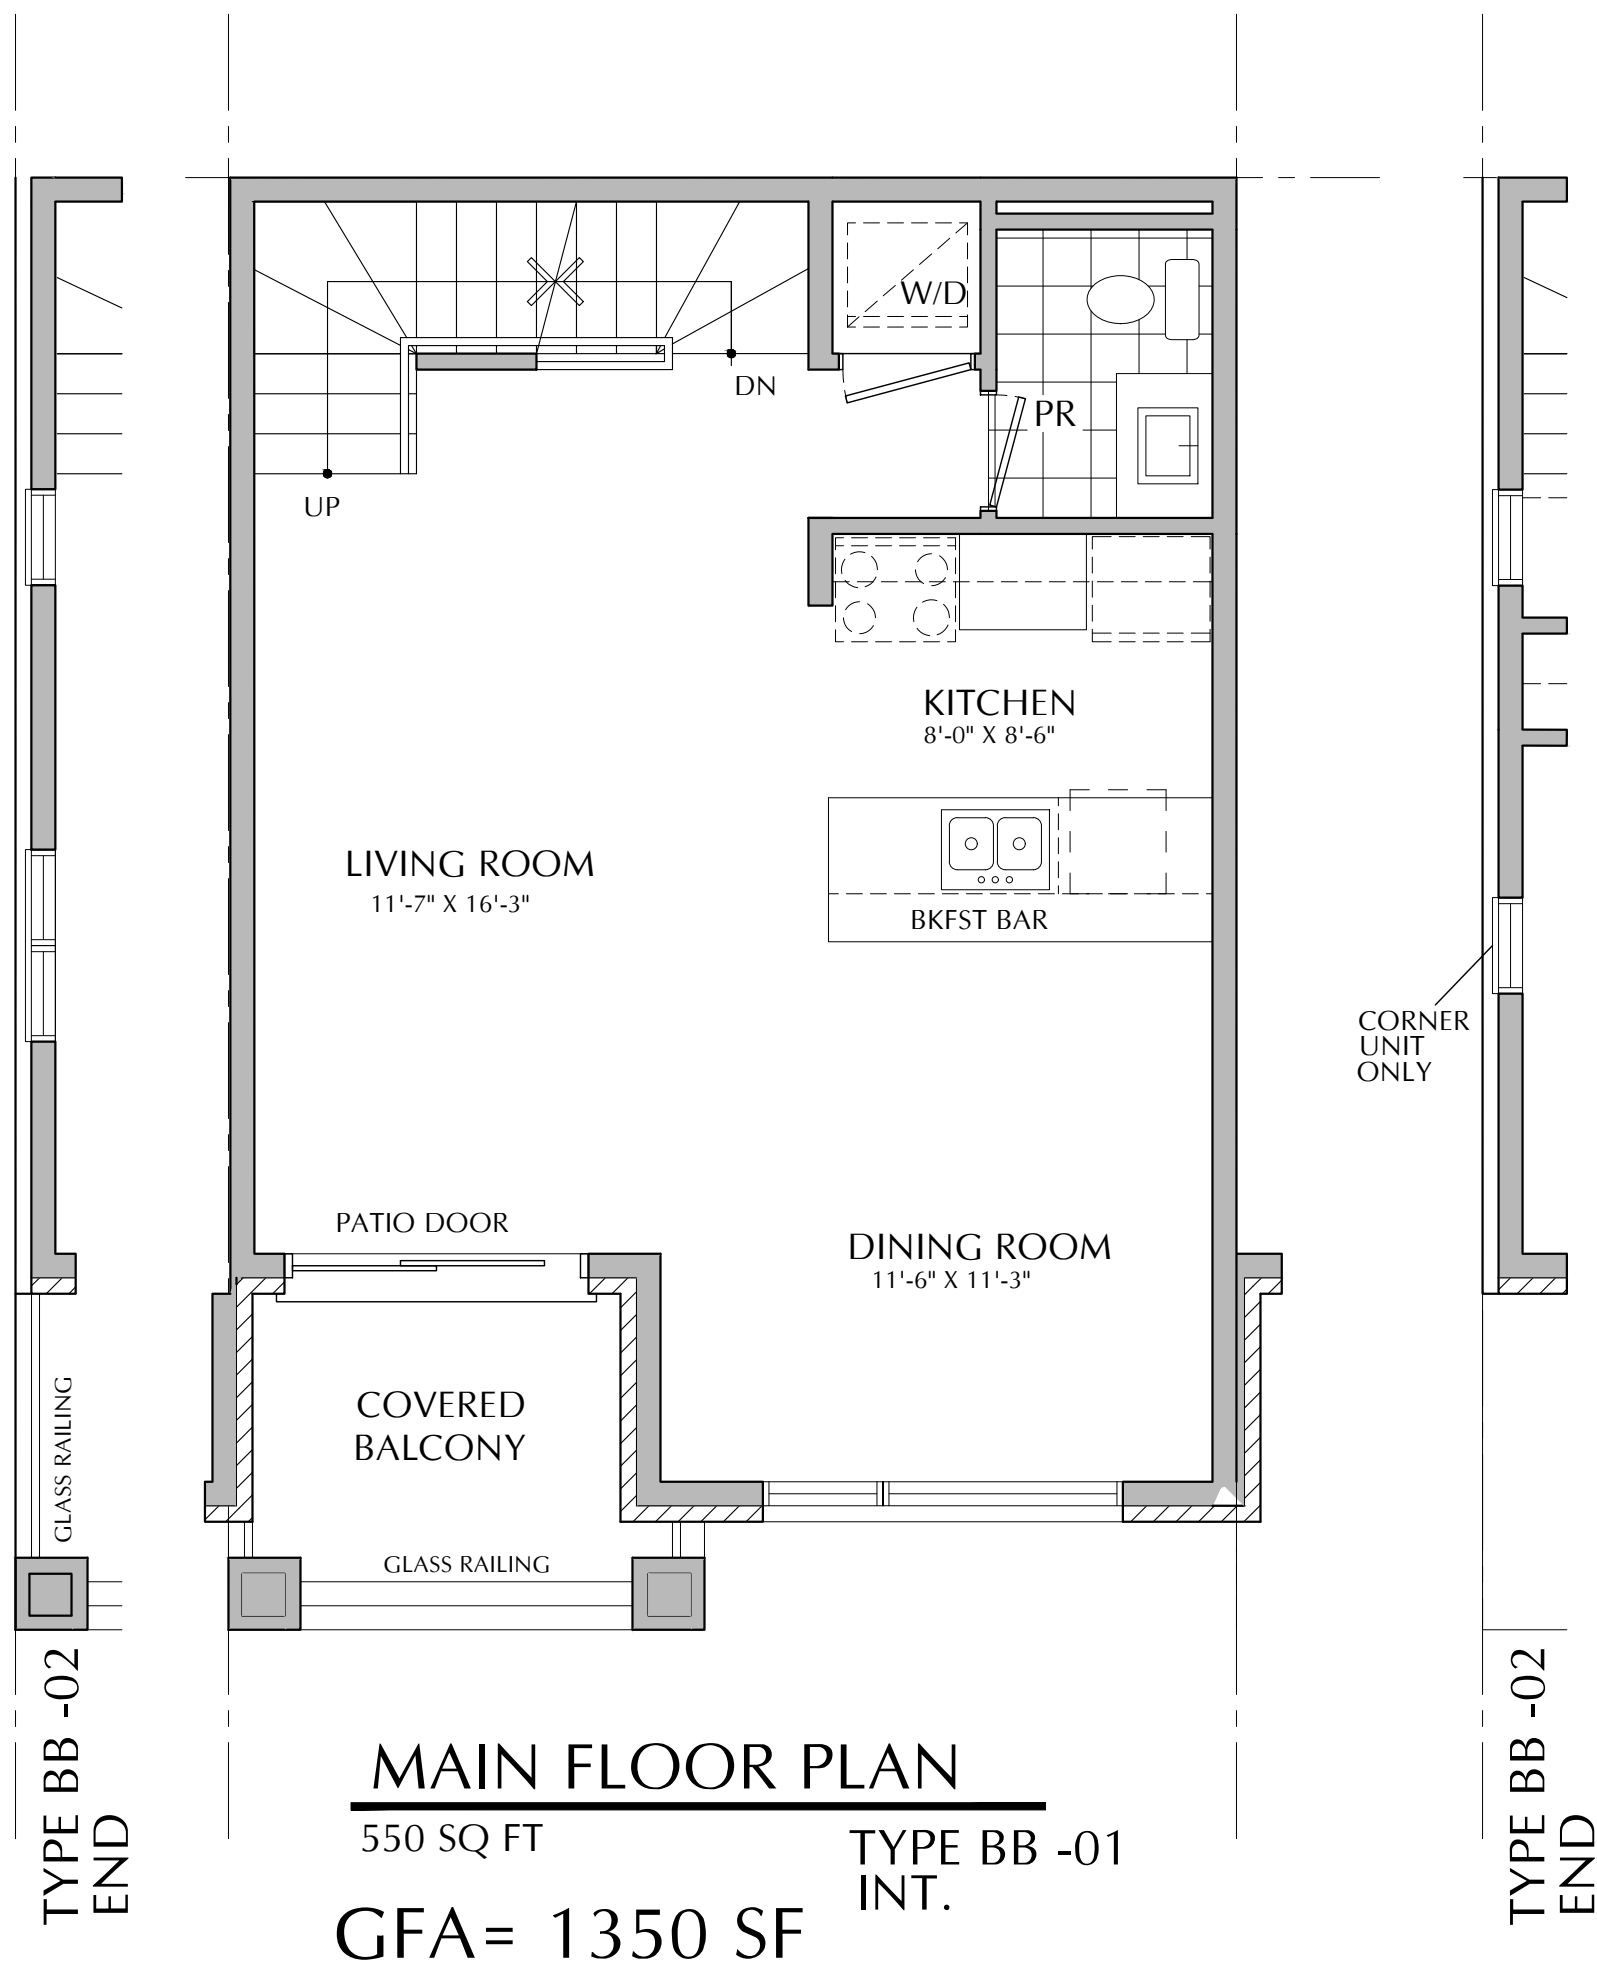 W/D
DN
PR
UP
KITCHEN
8'-0" X 8'-6"
LIVING ROOM
11'-7" X 16'-3"
BKFST BAR
CORNER
UNIT
ONLY
PATIO DOOR
DINING ROOM
11'-6" X 11'-3"
COVERED
BALCONY
GLASS RAILING
GLASS RAILING
TYPE BB -02
END
MAIN FLOOR PLAN
550 SQ FT
TYPE BB -01
INT.
GFA= 1350 SF
TYPE BB -02
END